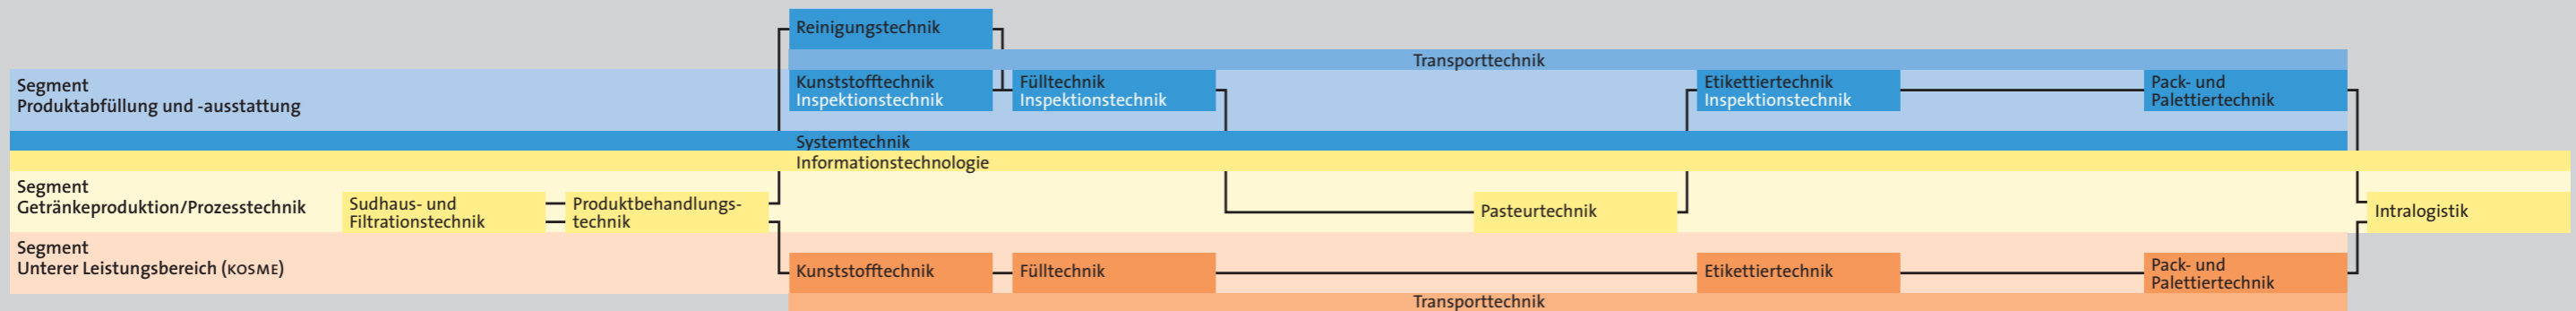 Reinigungstechnik
Transporttechnik
Segment
Produktabfüllung und -ausstattung
Kunststofftechnik
Inspektionstechnik
Fülltechnik
Inspektionstechnik
Etikettiertechnik
Inspektionstechnik
Pack- und
Palettiertechnik
Systemtechnik
Informationstechnologie
Segment
Getränkeproduktion/Prozesstechnik
Sudhaus- und
Filtrationstechnik
Produktbehandlungs-
technik
Pasteurtechnik
Intralogistik
Segment
Unterer Leistungsbereich (KOSME)
Kunststofftechnik
Fülltechnik
Etikettiertechnik
Pack- und
Palettiertechnik
Transporttechnik